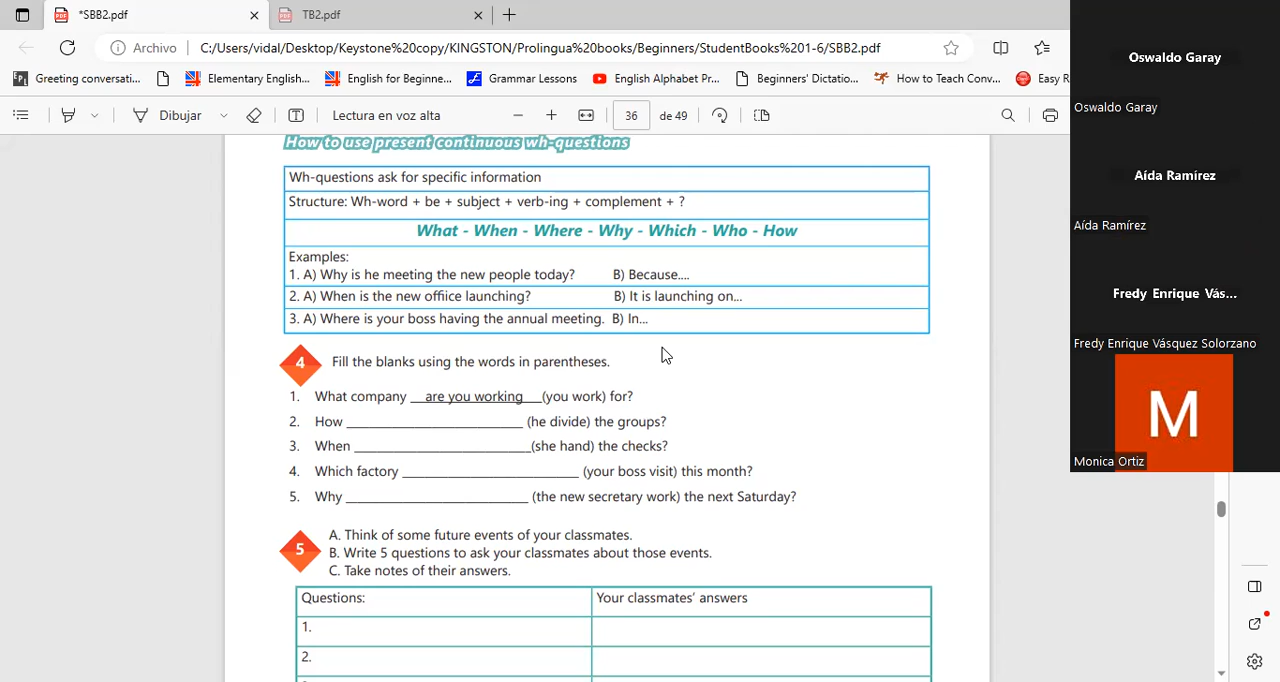 *SBB2.pdf
TB2.pdf
Archivo
C:/Users/vidal/Desktop/Keystone%20copy/KINGSTON/Prolingua%20books/Beginners/StudentBooks%201-6/SBB2.pdf
EPL Greeting conversati...
Elementary English...
English for Beginne...
Grammar Lessons
English Alphabet Pr...
Beginners' Dictatio...
How to Teach Conv...
Easy R
Dibujar
Lectura en voz alta
36 de 49
How to use present continuous wh-questions
Wh-questions ask for specific information
Structure: Wh-word + be + subject + verb-ing + complement + ?
What - When - Where - Why - Which - Who - How
Examples:
1. A) Why is he meeting the new people today? B) Because....
2. A) When is the new office launching? B) It is launching on...
3. A) Where is your boss having the annual meeting. B) In...
4 Fill the blanks using the words in parentheses.
1. What company __are you working__(you work) for?
2. How ____________________ (he divide) the groups?
3. When ____________________(she hand) the checks?
4. Which factory ____________________ (your boss visit) this month?
5. Why ____________________ (the new secretary work) the next Saturday?
5 A. Think of some future events of your classmates.
B. Write 5 questions to ask your classmates about those events.
C. Take notes of their answers.
Questions: Your classmates' answers
1.
2.
Oswaldo Garay
Oswaldo Garay
Aída Ramírez
Aída Ramírez
Fredy Enrique Vás...
Fredy Enrique Vásquez Solorzano
M
Monica Ortiz